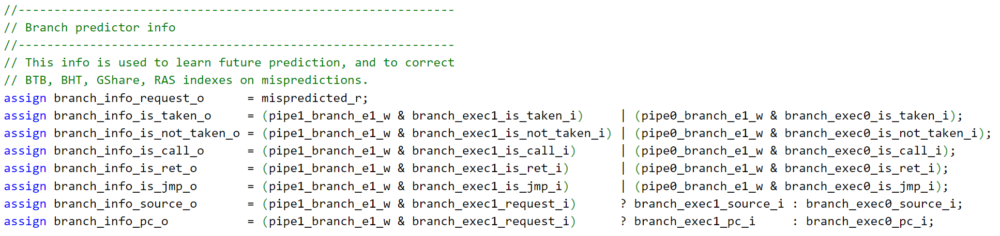 //-------------------------------------------------------------
// Branch predictor info
//-------------------------------------------------------------
// This info is used to learn future prediction, and to correct
// BTB, BHT, GShare, RAS indexes on mispredictions.
assign branch_info_request_o      = mispredicted_r;
assign branch_info_is_taken_o     = (pipe1_branch_e1_w & branch_exec1_is_taken_i)     | (pipe0_branch_e1_w & branch_exec0_is_taken_i);
assign branch_info_is_not_taken_o = (pipe1_branch_e1_w & branch_exec1_is_not_taken_i) | (pipe0_branch_e1_w & branch_exec0_is_not_taken_i);
assign branch_info_is_call_o      = (pipe1_branch_e1_w & branch_exec1_is_call_i)      | (pipe0_branch_e1_w & branch_exec0_is_call_i);
assign branch_info_is_ret_o       = (pipe1_branch_e1_w & branch_exec1_is_ret_i)       | (pipe0_branch_e1_w & branch_exec0_is_ret_i);
assign branch_info_is_jmp_o       = (pipe1_branch_e1_w & branch_exec1_is_jmp_i)       | (pipe0_branch_e1_w & branch_exec0_is_jmp_i);
assign branch_info_source_o       = (pipe1_branch_e1_w & branch_exec1_request_i)      ? branch_exec1_source_i : branch_exec0_source_i;
assign branch_info_pc_o           = (pipe1_branch_e1_w & branch_exec1_request_i)      ? branch_exec1_pc_i     : branch_exec0_pc_i;